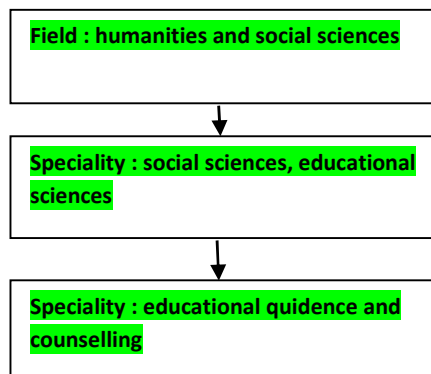 Field : humanities and social sciences
Speciality : social sciences, educational
sciences
Speciality : educational quidence and
counselling